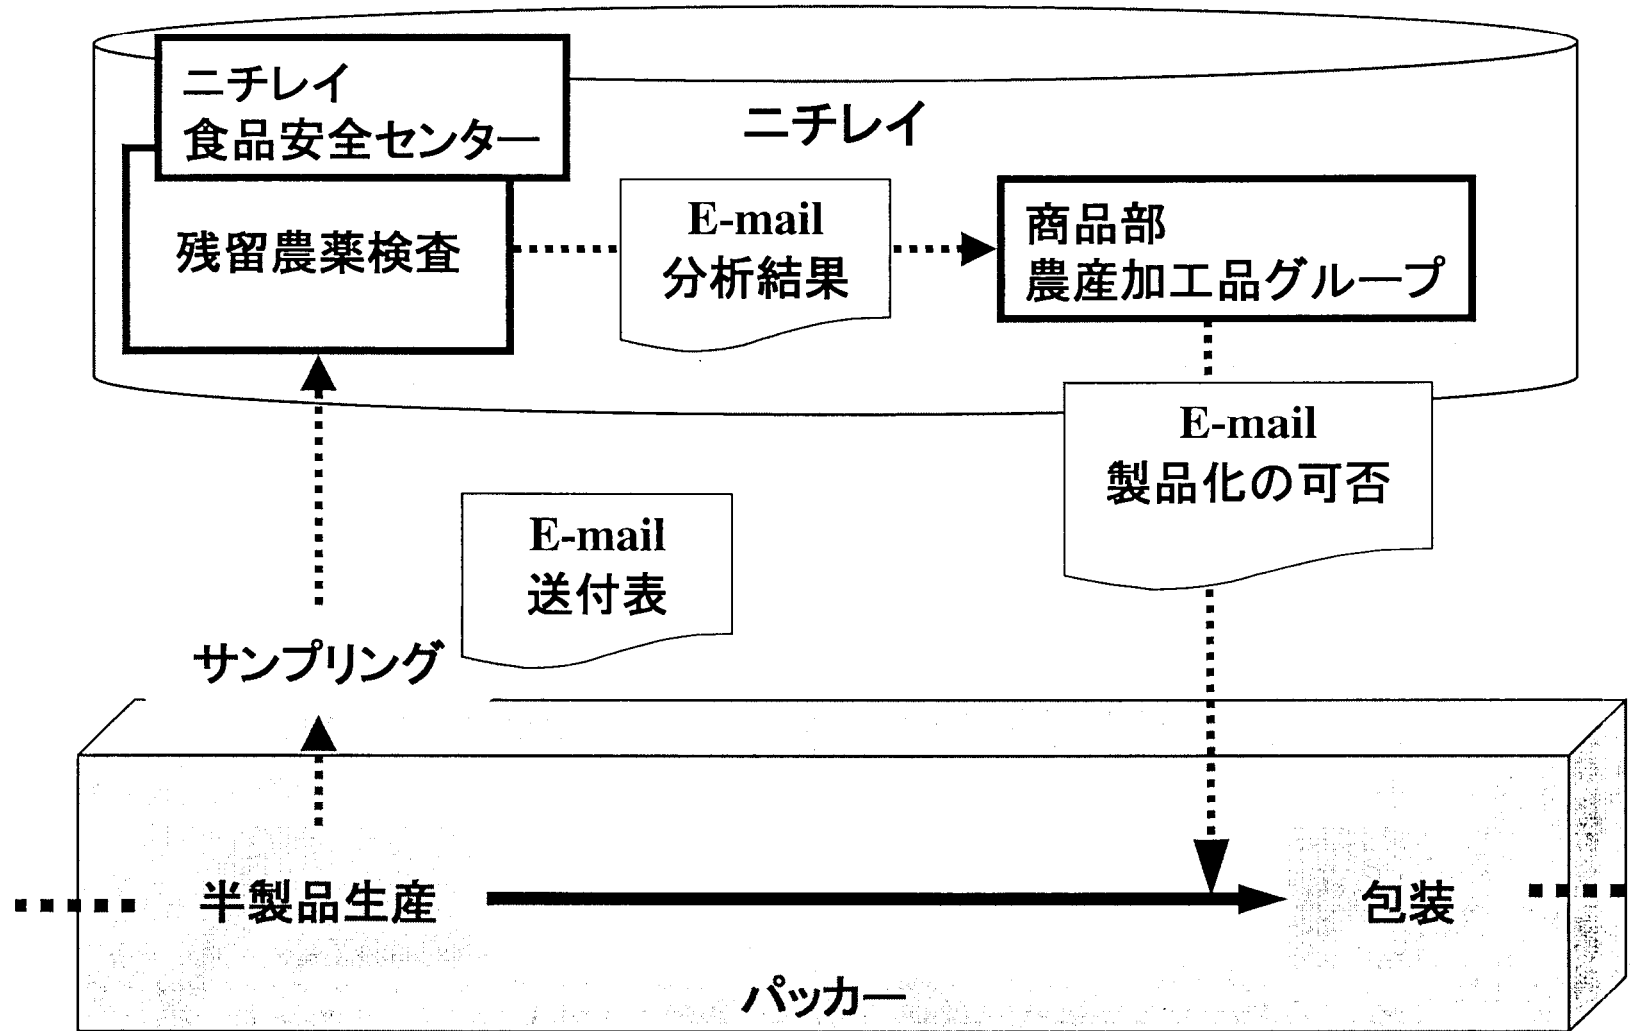 ニチレイ
食品安全センター
ニチレイ
残留農薬検査
E-mail
分析結果
商品部
農産加工品グループ
E-mail
製品化の可否
E-mail
送付表
サンプリング
半製品生産
包装
パッカー